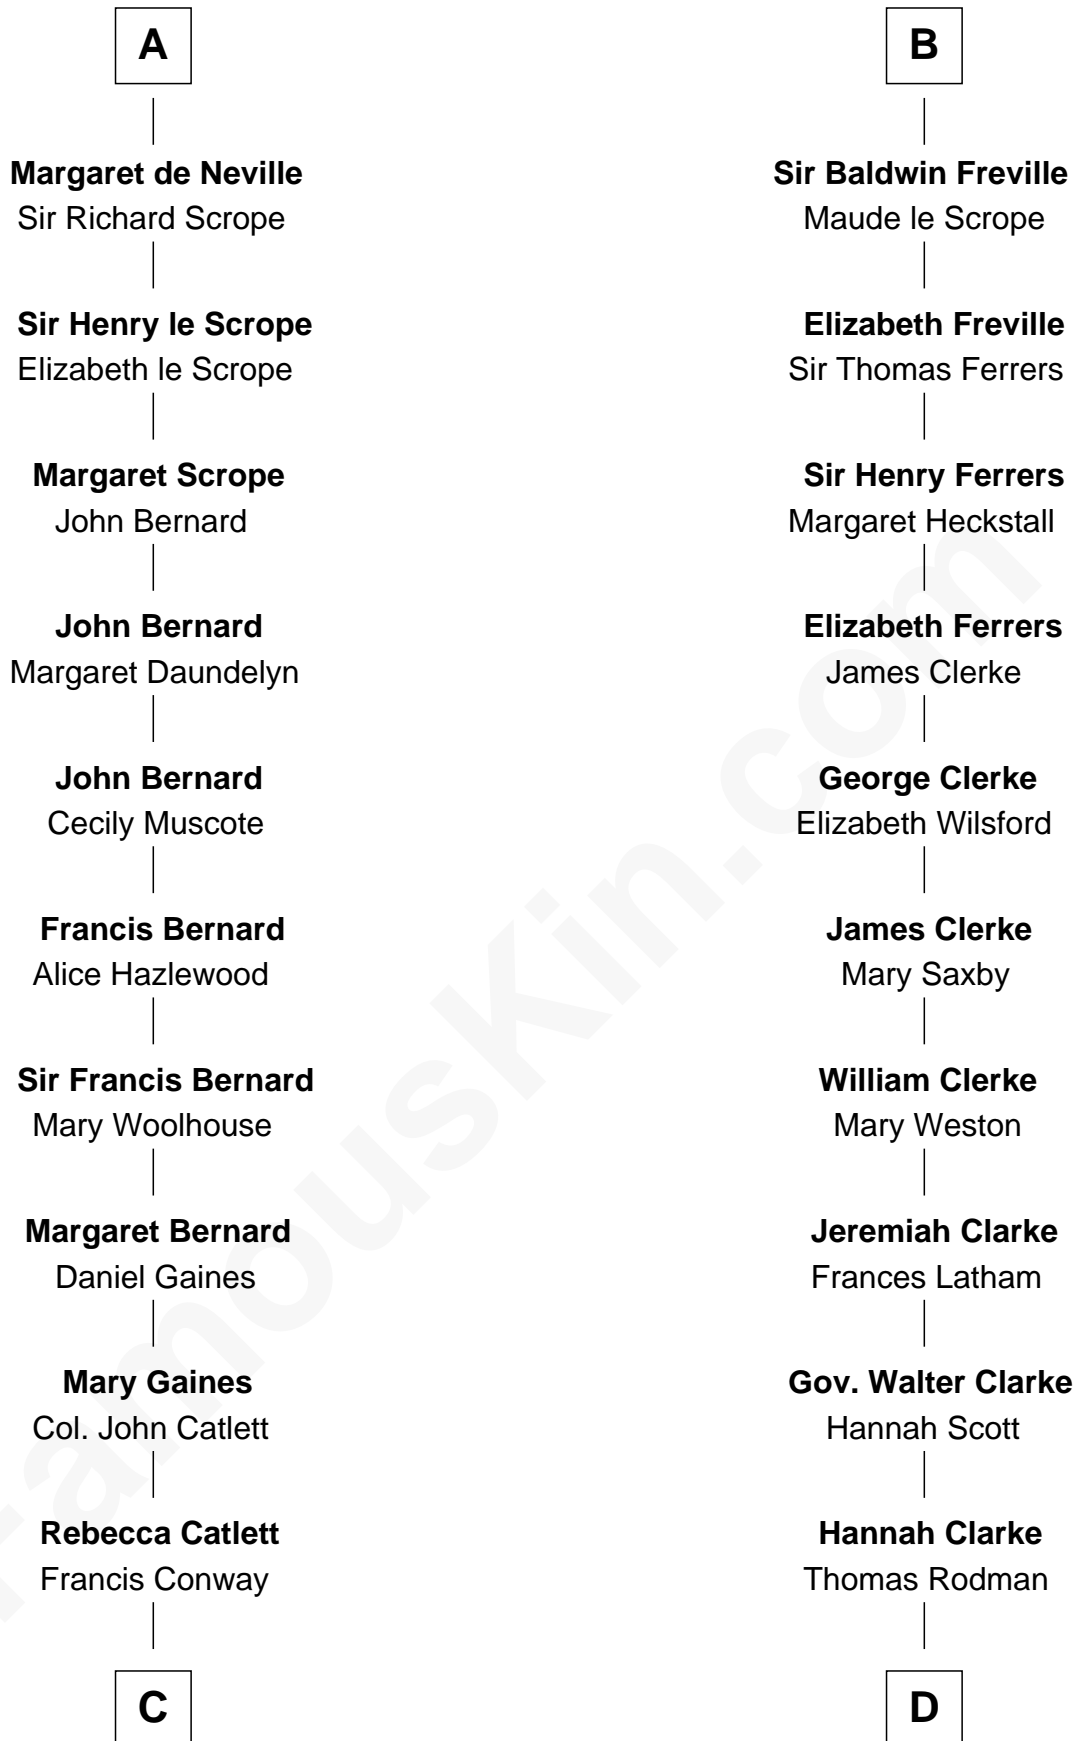 A
Margaret de Neville
Sir Richard Scrope
Sir Henry le Scrope
Elizabeth le Scrope
Margaret Scrope
John Bernard
John Bernard
Margaret Daundelyn
John Bernard
Cecily Muscote
Francis Bernard
Alice Hazlewood
Sir Francis Bernard
Mary Woolhouse
Margaret Bernard
Daniel Gaines
Mary Gaines
Col. John Catlett
Rebecca Catlett
Francis Conway
C
B
Sir Baldwin Freville
Maude le Scrope
Elizabeth Freville
Sir Thomas Ferrers
Sir Henry Ferrers
Margaret Heckstall
Elizabeth Ferrers
James Clerke
George Clerke
Elizabeth Wilsford
James Clerke
Mary Saxby
William Clerke
Mary Weston
Jeremiah Clarke
Frances Latham
Gov. Walter Clarke
Hannah Scott
Hannah Clarke
Thomas Rodman
D
FamousKin.com